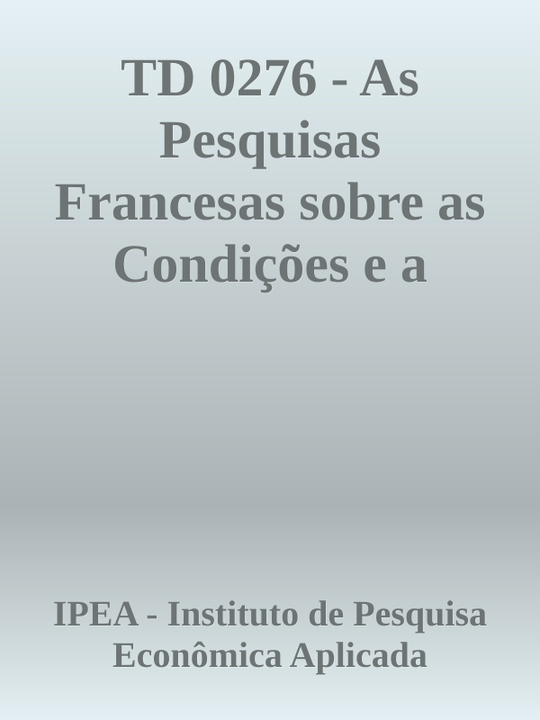 TD 0276 - As
Pesquisas
Francesas sobre as
Condições e a
IPEA - Instituto de Pesquisa
Econômica Aplicada